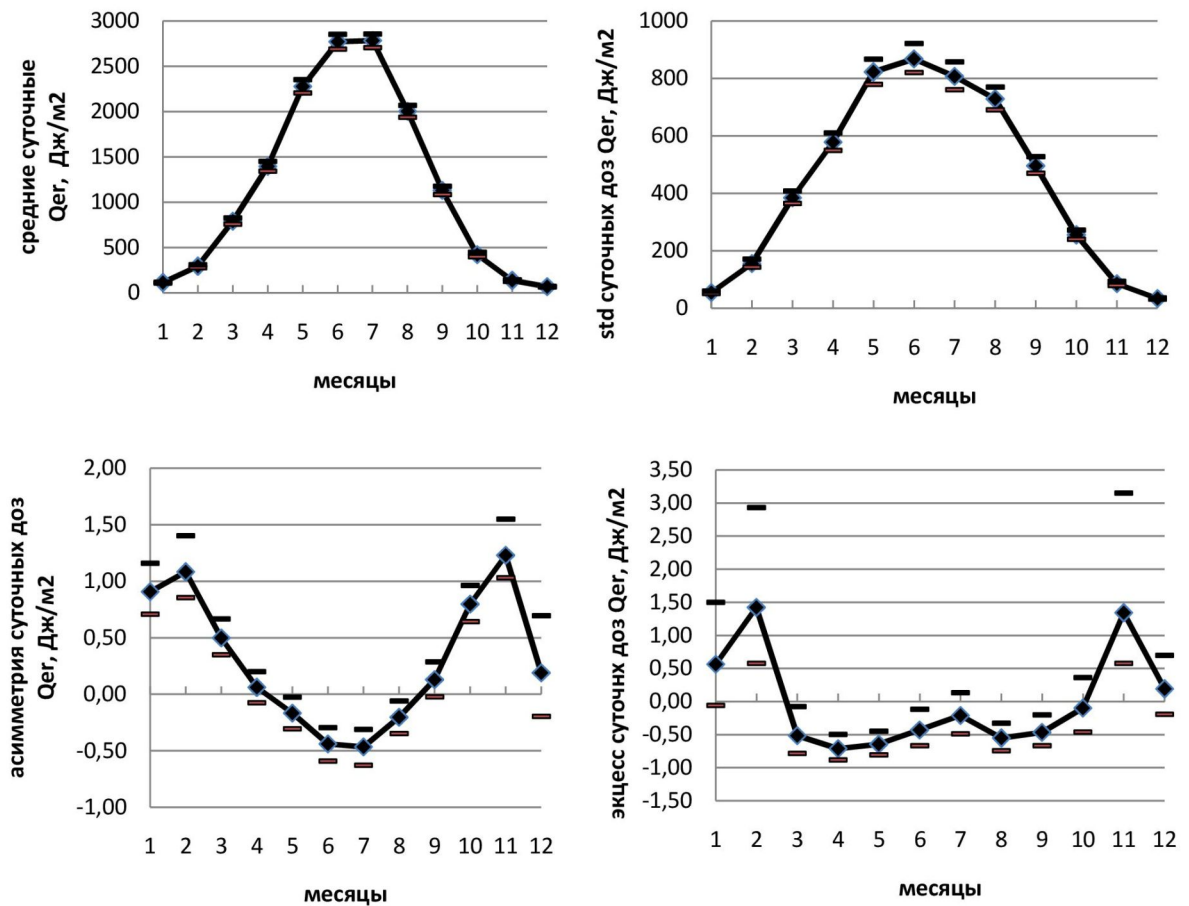 средние суточные
Qer, Дж/м2
3000
2500
2000
1500
1000
500
0
1 2 3 4 5 6 7 8 9 10 11 12
месяцы
std суточных доз Qer, Дж/м2
1000
800
600
400
200
0
1 2 3 4 5 6 7 8 9 10 11 12
месяцы
асимметрия суточных доз
Qer, Дж/м2
2,00
1,50
1,00
0,50
0,00
-0,50
-1,00
1 2 3 4 5 6 7 8 9 10 11 12
месяцы
экцесс суточнх доз Qer, Дж/м2
3,50
3,00
2,50
2,00
1,50
1,00
0,50
0,00
-0,50
-1,00
-1,50
1 2 3 4 5 6 7 8 9 10 11 12
месяцы